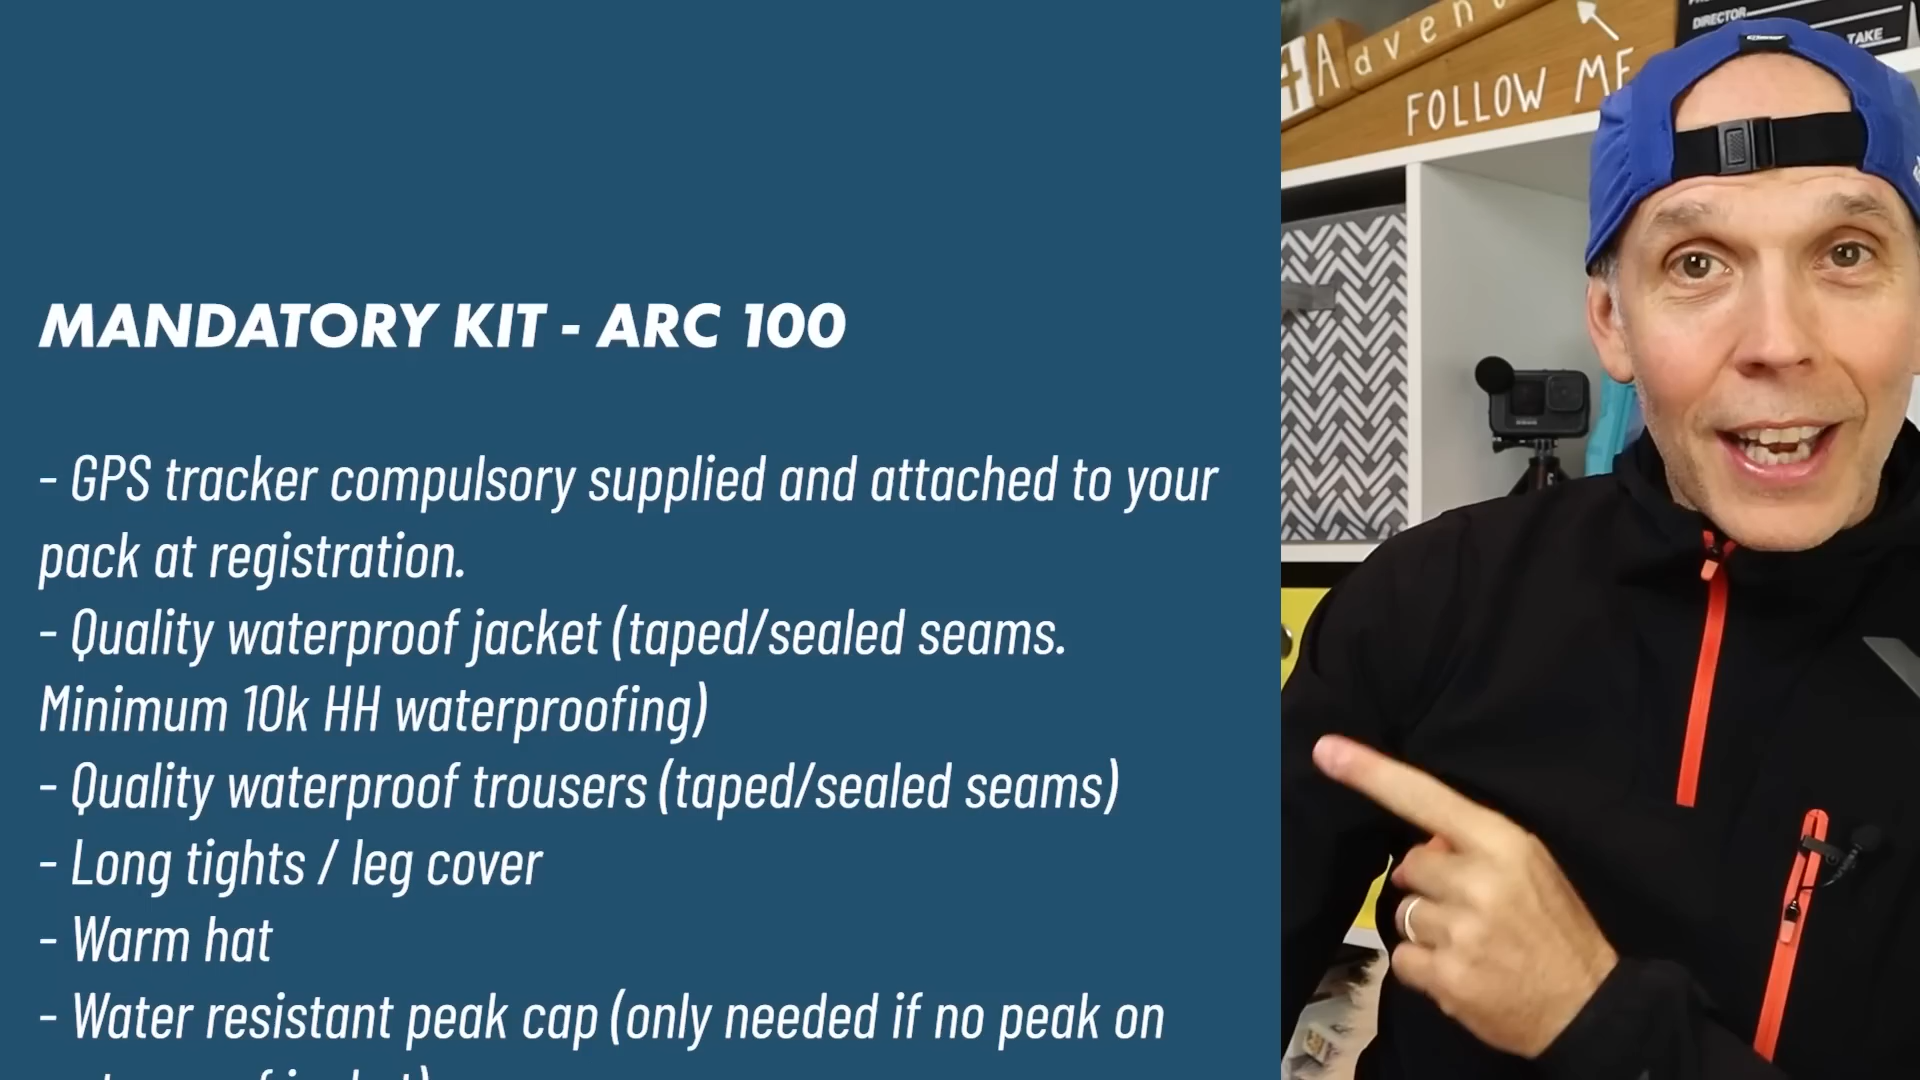 MANDATORY KIT - ARC 100
- GPS tracker compulsory supplied and attached to your
pack at registration.
- Quality waterproof jacket (taped/sealed seams.
Minimum 10k HH waterproofing)
- Quality waterproof trousers (taped/sealed seams)
- Long tights / leg cover
- Warm hat
- Water resistant peak cap (only needed if no peak on
Adven
FOLLOW ME
DIRECTOR
TAKE